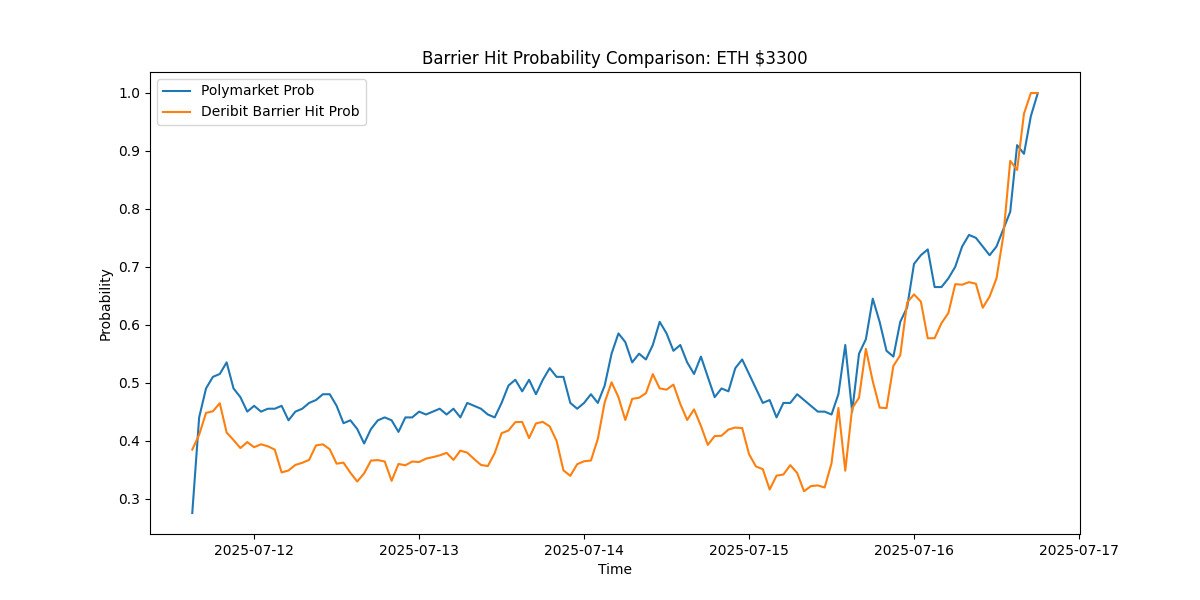 Barrier Hit Probability Comparison: ETH $3300
Polymarket Prob
Deribit Barrier Hit Prob
Probability
1.0
0.9
0.8
0.7
0.6
0.5
0.4
0.3
2025-07-12
2025-07-13
2025-07-14
2025-07-15
2025-07-16
2025-07-17
Time